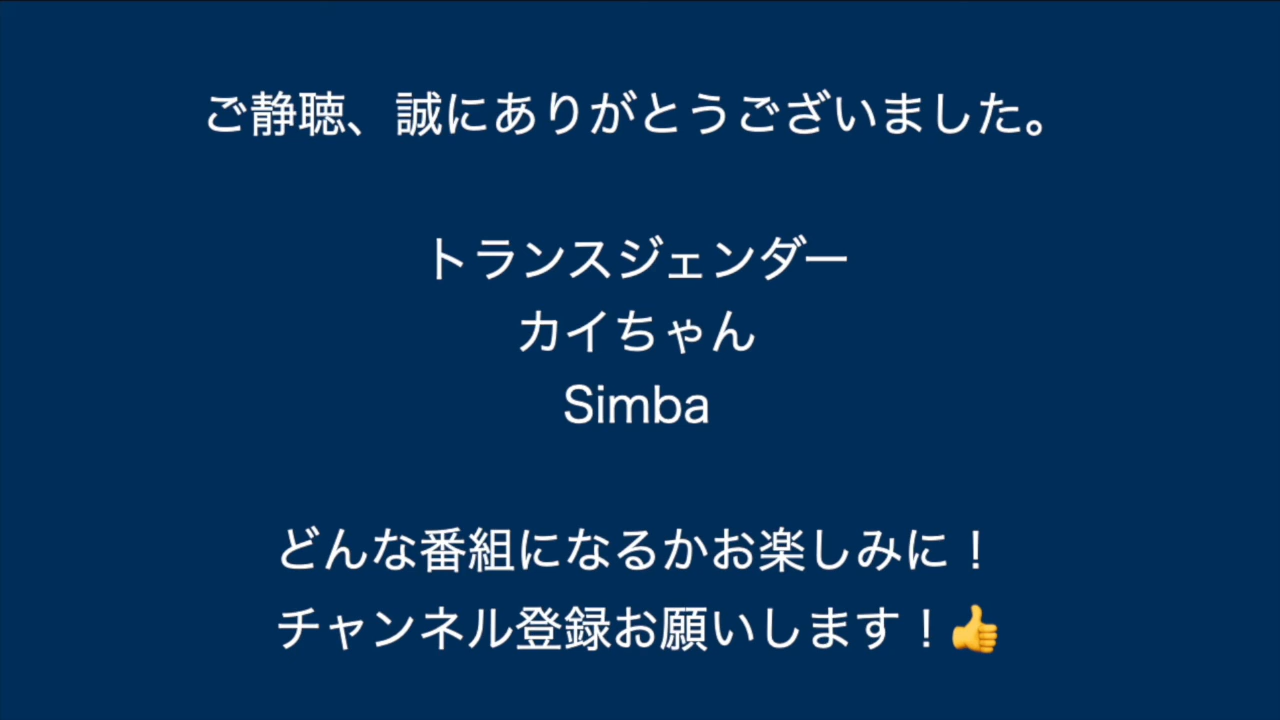 ご静聴、誠にありがとうございました。
トランスジェンダー
カイちゃん
Simba
どんな番組になるかお楽しみに！
チャンネル登録お願いします！👍